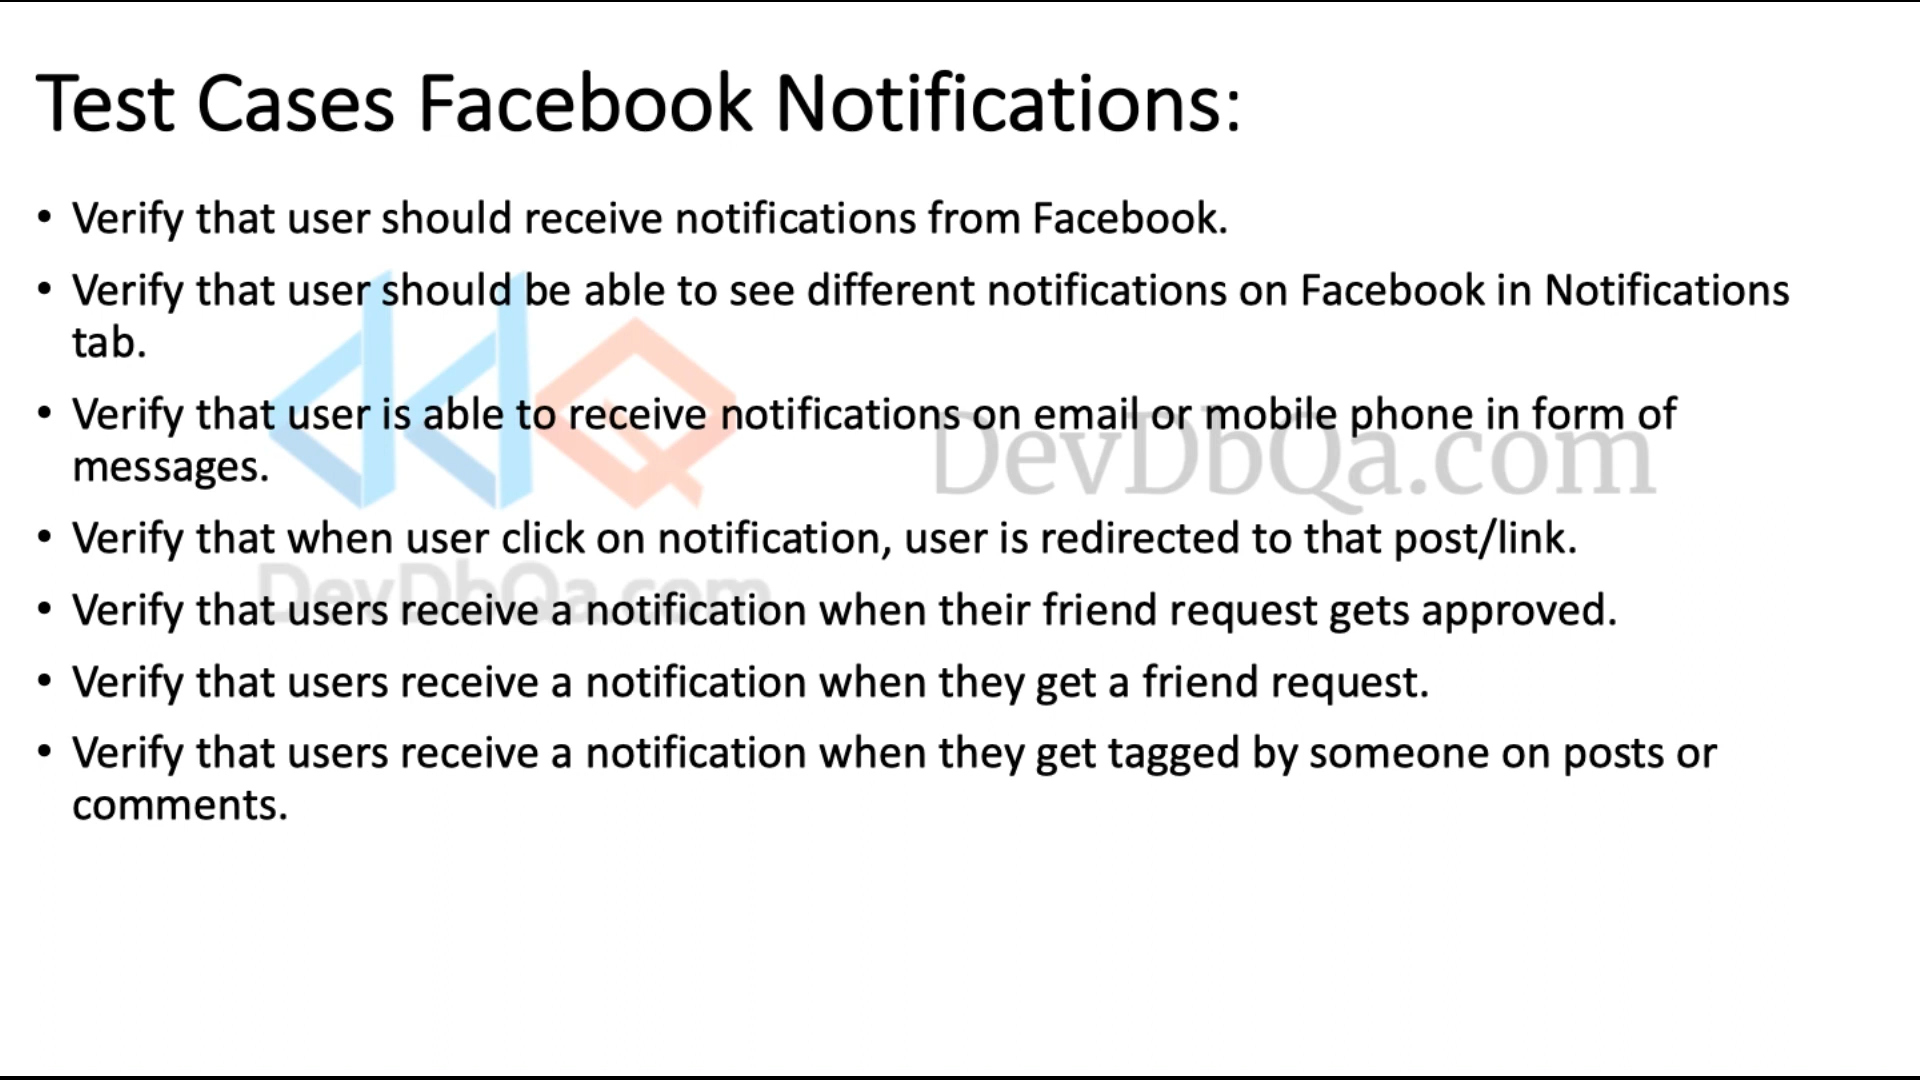 Test Cases Facebook Notifications:
• Verify that user should receive notifications from Facebook.
• Verify that user should be able to see different notifications on Facebook in Notifications
tab.
• Verify that user is able to receive notifications on email or mobile phone in form of
messages.
DevDbQa.com
• Verify that when user click on notification, user is redirected to that post/link.
DevDbQa.com
• Verify that users receive a notification when their friend request gets approved.
• Verify that users receive a notification when they get a friend request.
• Verify that users receive a notification when they get tagged by someone on posts or
comments.